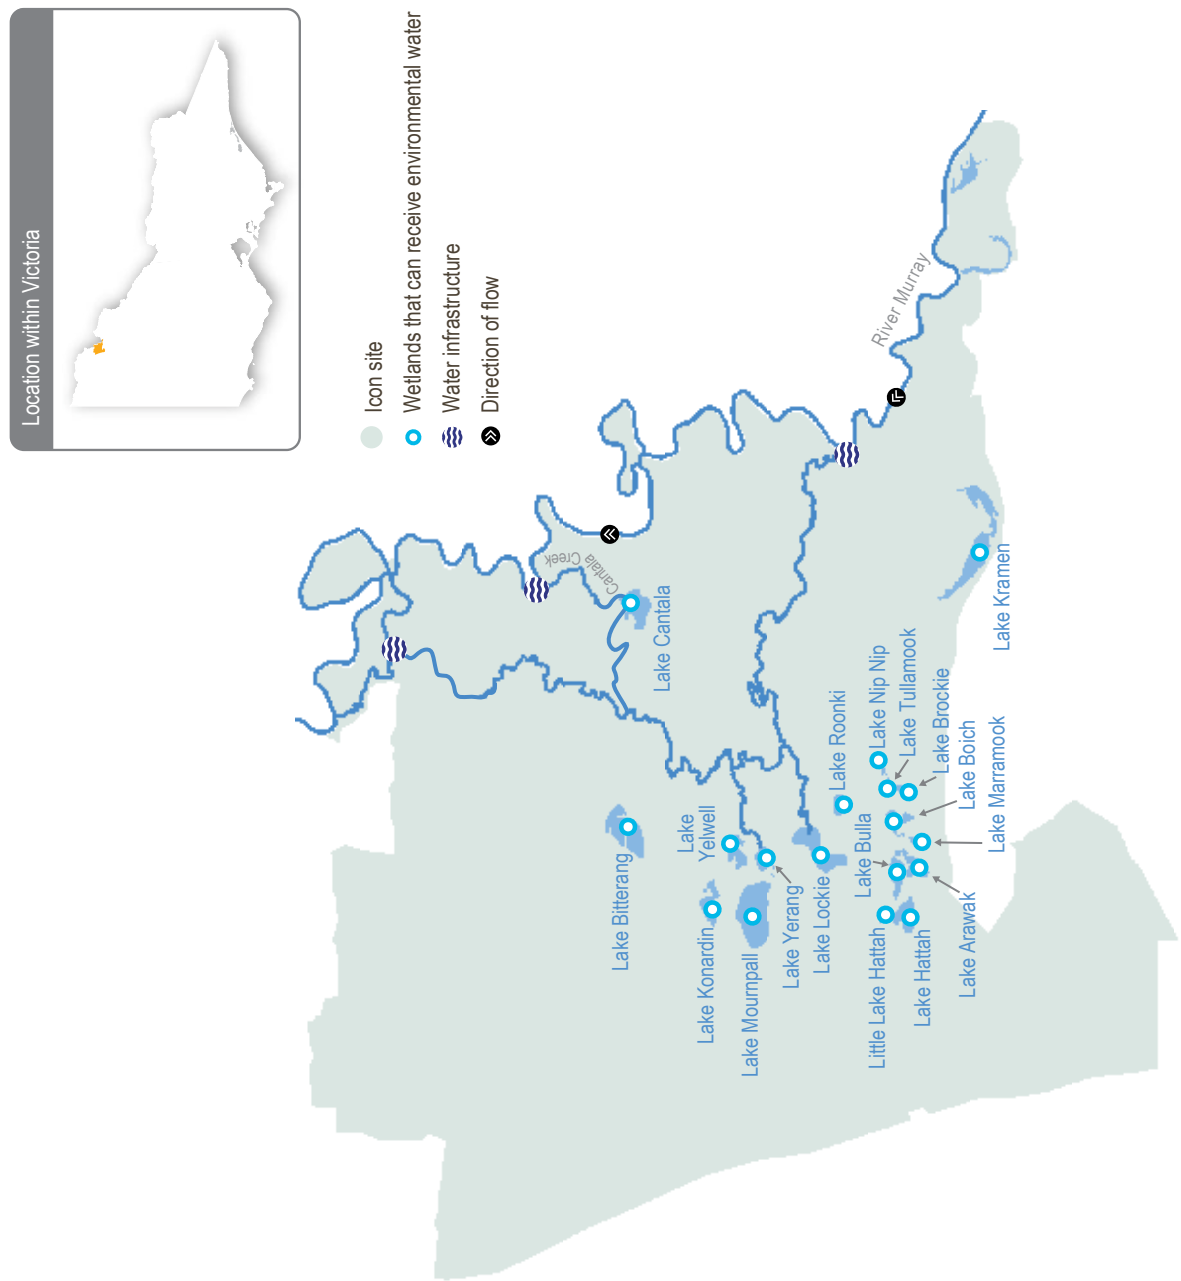 Location within Victoria
Icon site
Wetlands that can receive environmental water
Water infrastructure
Direction of flow
River Murray
Cantala Creek
Lake Cantala
Lake Kramen
Lake Bitterang
Lake
Yelwell
Lake Konardin
Lake Mournpall
Lake Yerang
Lake Lockie
Lake Roonki
Lake Nip Nip
Lake Tullamook
Lake Brockie
Lake Boich
Lake Marramook
Lake Bulla
Little Lake Hattah
Lake Hattah
Lake Arawak